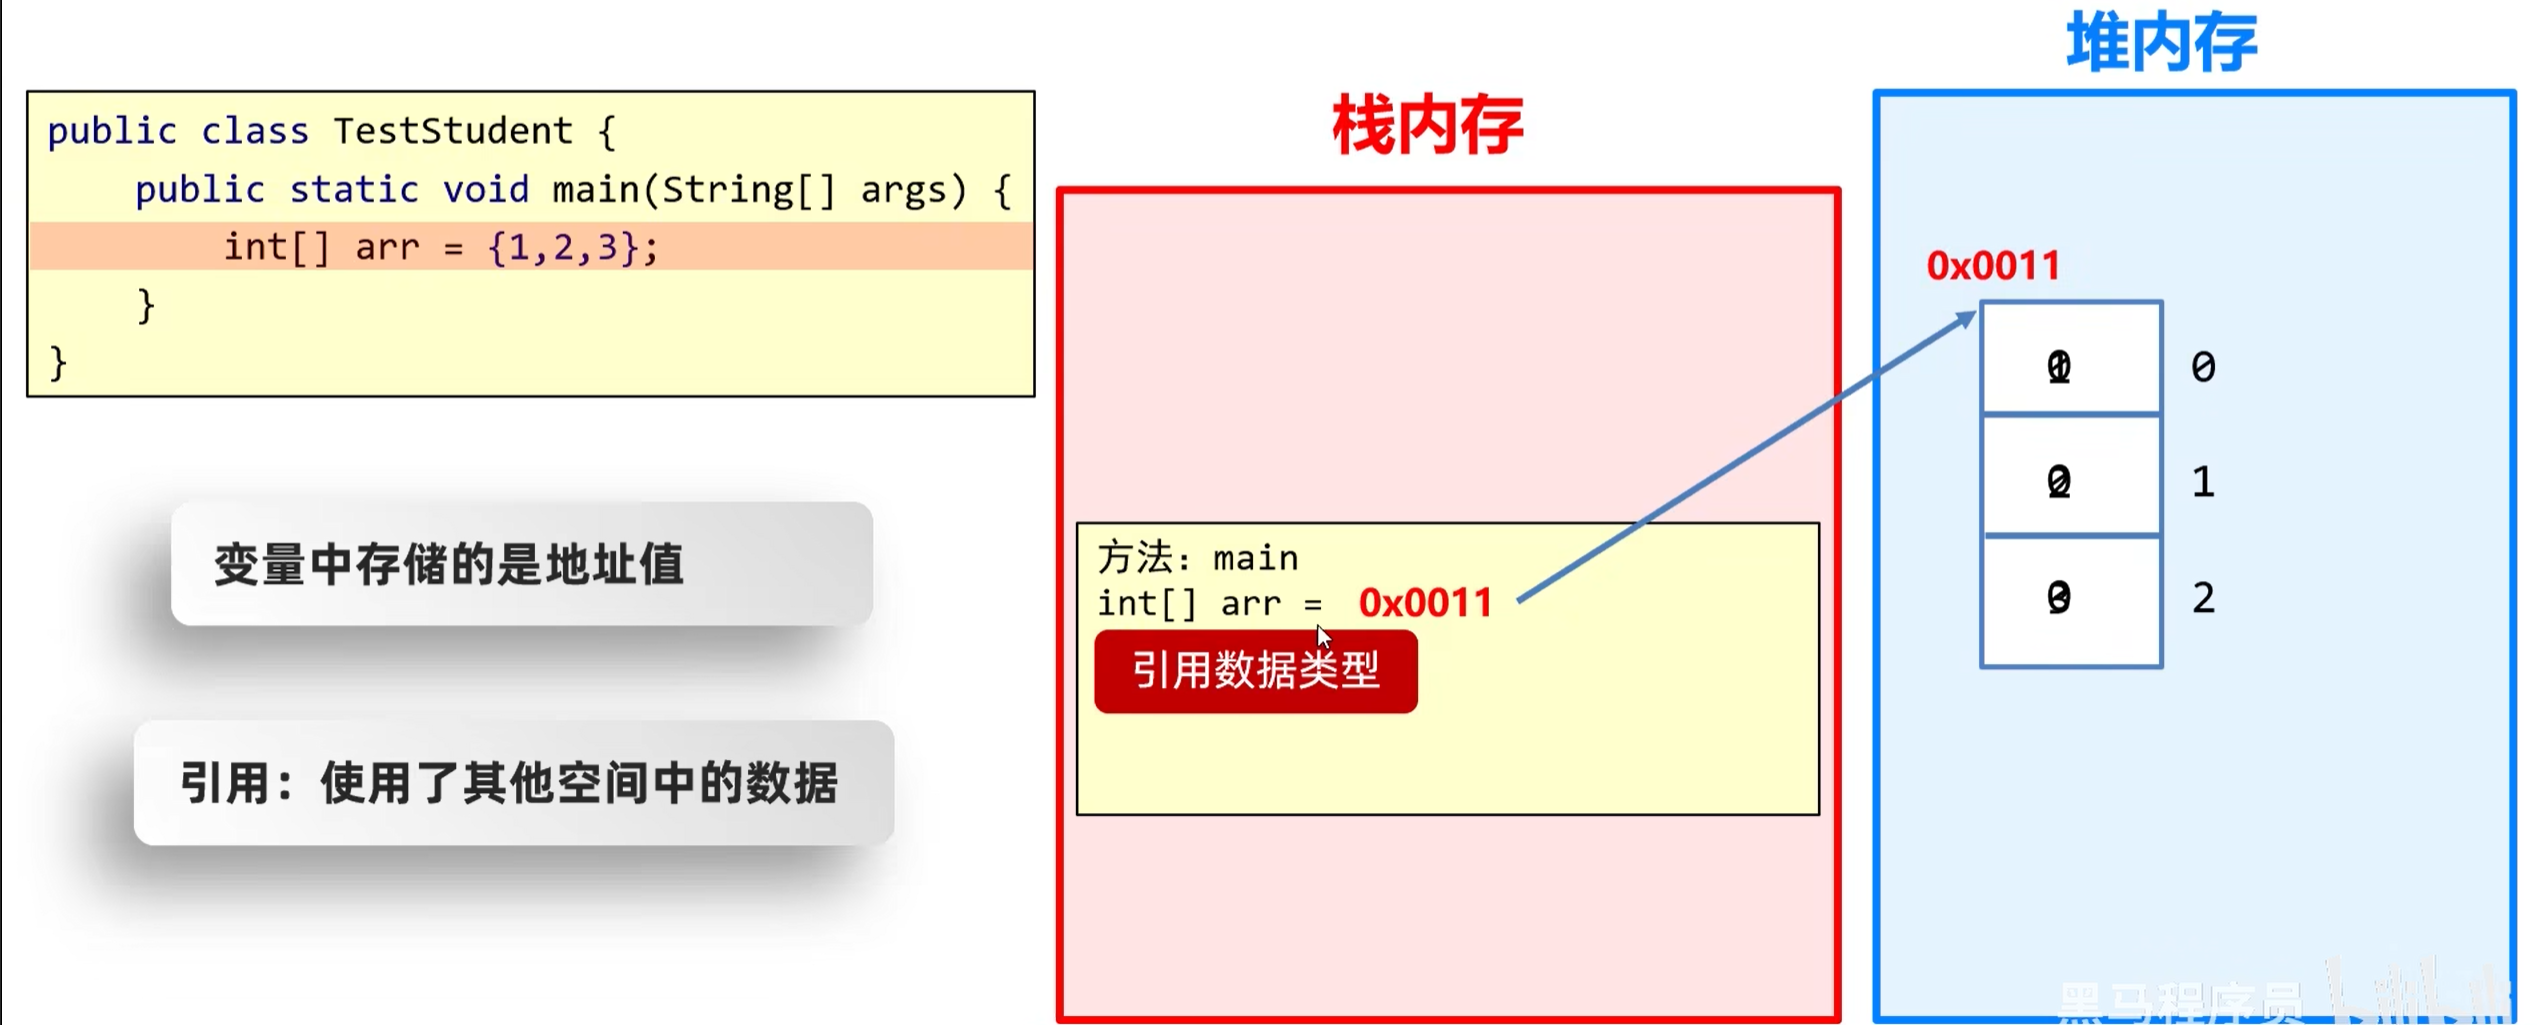 堆内存
栈内存
public class TestStudent {
public static void main(String[] args) {
int[] arr = {1,2,3};
}
}
0x0011
0
1
2
变量中存储的是地址值
方法：main
int[] arr = 0x0011
引用数据类型
引用：使用了其他空间中的数据
黑马程序员